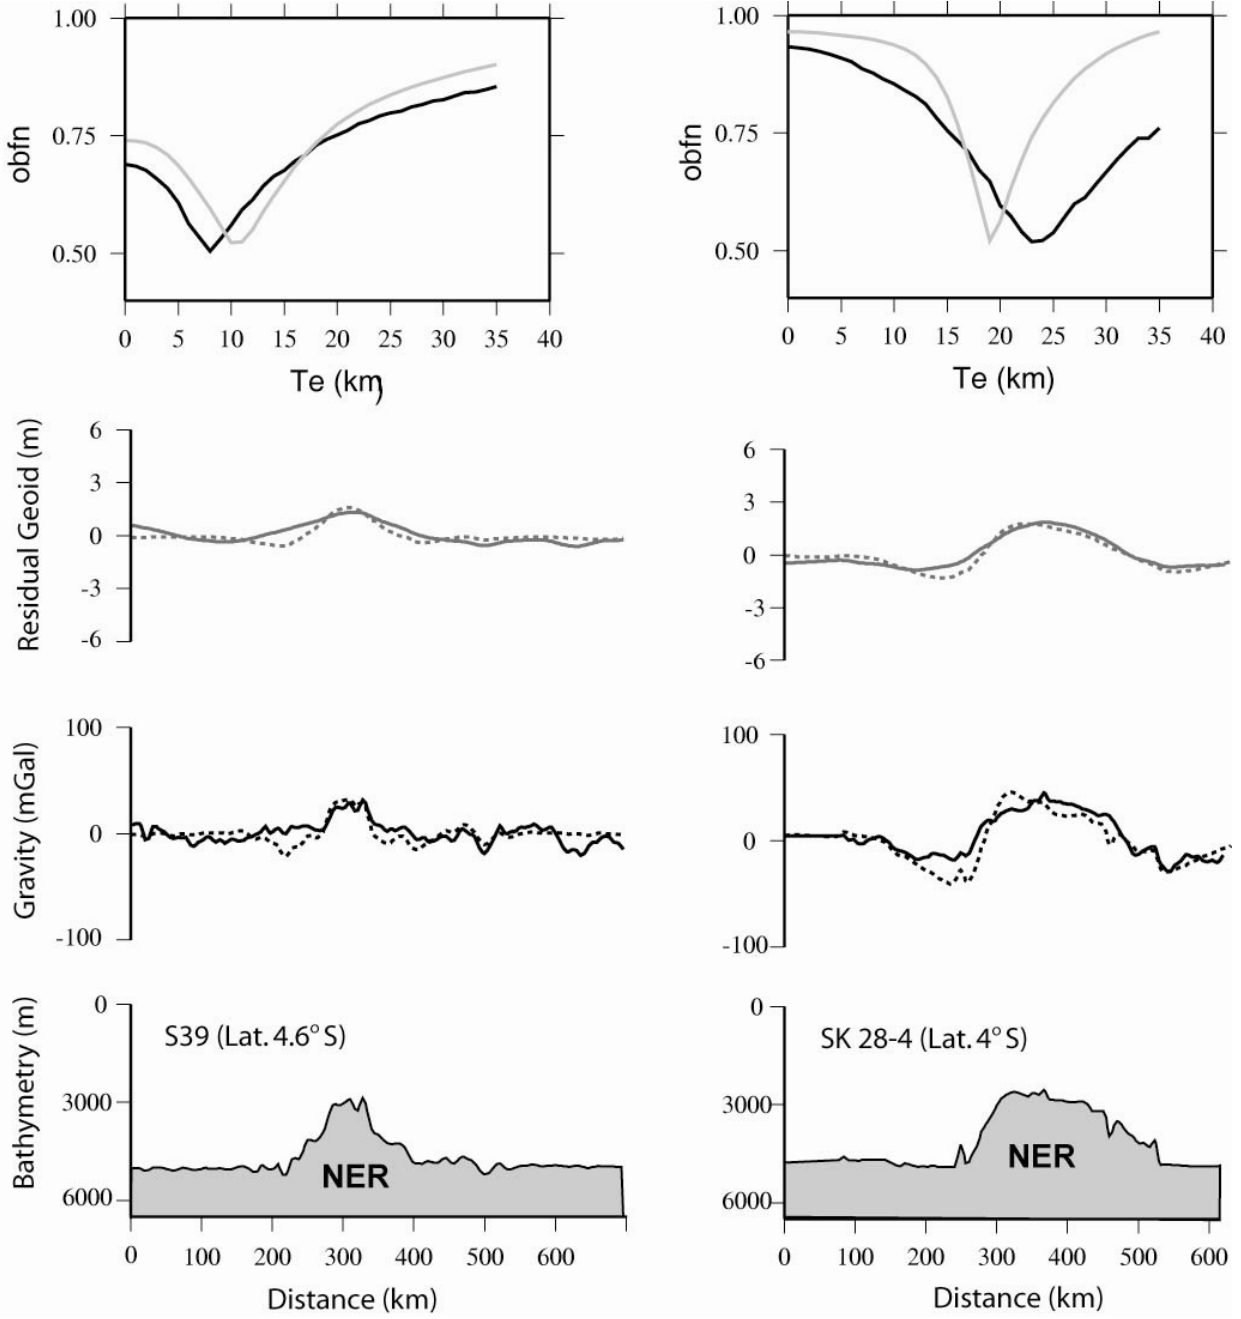 1.00
0.75
0.50
obfn
0 5 10 15 20 25 30 35 40
Te (km)
1.00
0.75
0.50
obfn
0 5 10 15 20 25 30 35 40
Te (km)
Residual Geoid (m)
6
3
0
-3
-6
6
3
0
-3
-6
Gravity (mGal)
100
0
-100
100
0
-100
Bathymetry (m)
0
3000
6000
S39 (Lat. 4.6° S)
NER
0 100 200 300 400 500 600
Distance (km)
0
3000
6000
SK 28-4 (Lat. 4° S)
NER
0 100 200 300 400 500 600
Distance (km)